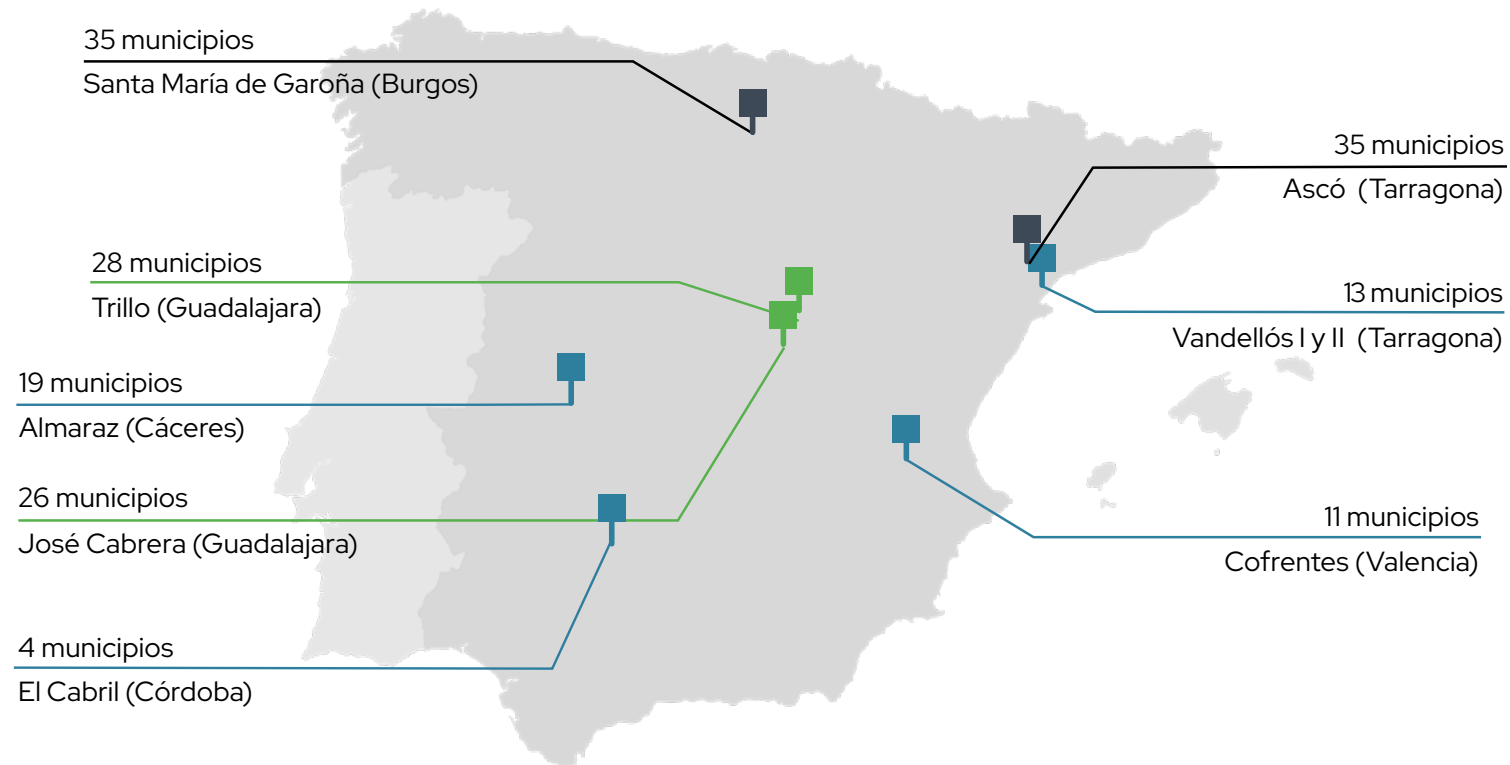 35 municipios
Santa María de Garoña (Burgos)
35 municipios
Ascó (Tarragona)
28 municipios
Trillo (Guadalajara)
13 municipios
Vandellós I y II (Tarragona)
19 municipios
Almaraz (Cáceres)
26 municipios
José Cabrera (Guadalajara)
11 municipios
Cofrentes (Valencia)
4 municipios
El Cabril (Córdoba)